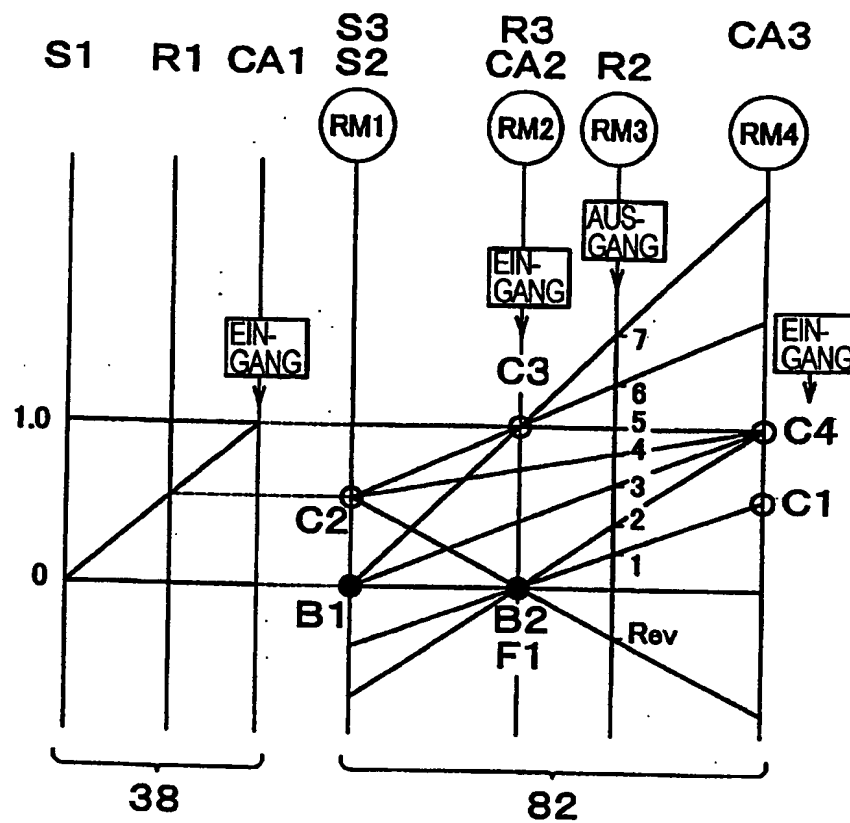 S1
R1
CA1
S3
S2
R3
CA2
R2
CA3
RM1
RM2
RM3
RM4
AUS-
GANG
EIN-
GANG
EIN-
GANG
EIN-
GANG
7
C3
6
1.0
5
C4
4
3
C2
C1
2
1
0
B1
B2
F1
Rev
38
82